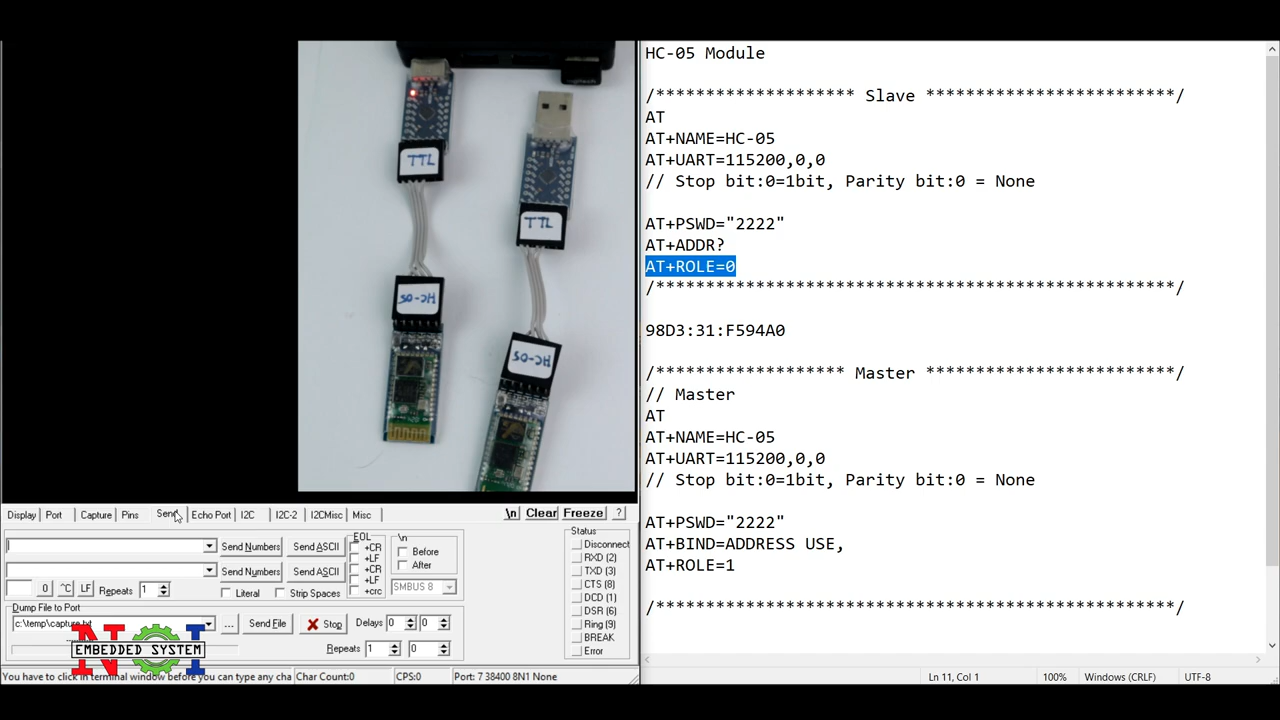 TTL
TTL
HC-05
HC-05
Display Port Capture Pins Send Echo Port I2C I2C-2 I2CMisc Misc \n Clear Freeze ?
Send Numbers Send ASCII
Send Numbers Send ASCII
0 ^C LF Repeats 1 Literal Strip Spaces
EOL
+CR
+LF
+CR
+LF
+crc
\n
Before
After
SMBUS 8
Dump File to Port
c:\temp\capture.txt ... Send File Stop Delays 0 0
Repeats 1 0
Status
Disconnect
RXD (2)
TXD (3)
CTS (8)
DCD (1)
DSR (6)
Ring (9)
BREAK
Error
N I
EMBEDDED SYSTEM
You have to click in terminal window before you can type any cha Char Count:0 CPS:0 Port: 7 38400 8N1 None
HC-05 Module
/******************** Slave ************************/
AT
AT+NAME=HC-05
AT+UART=115200,0,0
// Stop bit:0=1bit, Parity bit:0 = None
AT+PSWD="2222"
AT+ADDR?
AT+ROLE=0
/****************************************************/
98D3:31:F594A0
/******************* Master *************************/
// Master
AT
AT+NAME=HC-05
AT+UART=115200,0,0
// Stop bit:0=1bit, Parity bit:0 = None
AT+PSWD="2222"
AT+BIND=ADDRESS USE,
AT+ROLE=1
/****************************************************/
Ln 11, Col 1 100% Windows (CRLF) UTF-8